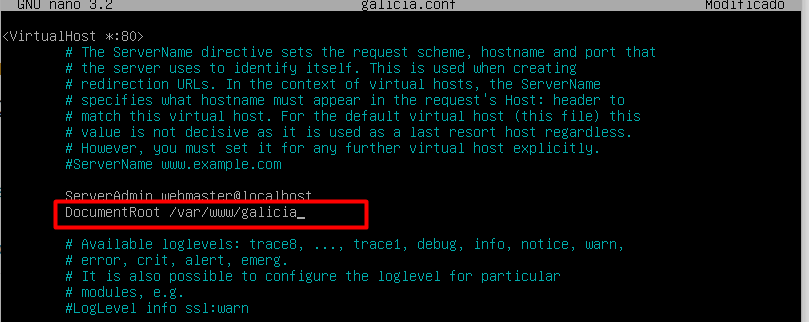 GNU nano 3.2 galicia.conf Modificado
<VirtualHost *:80>
# The ServerName directive sets the request scheme, hostname and port that
# the server uses to identify itself. This is used when creating
# redirection URLs. In the context of virtual hosts, the ServerName
# specifies what hostname must appear in the request's Host: header to
# match this virtual host. For the default virtual host (this file) this
# value is not decisive as it is used as a last resort host regardless.
# However, you must set it for any further virtual host explicitly.
#ServerName www.example.com
ServerAdmin webmaster@localhost
DocumentRoot /var/www/galicia_
# Available loglevels: trace8, ..., trace1, debug, info, notice, warn,
# error, crit, alert, emerg.
# It is also possible to configure the loglevel for particular
# modules, e.g.
#LogLevel info ssl:warn